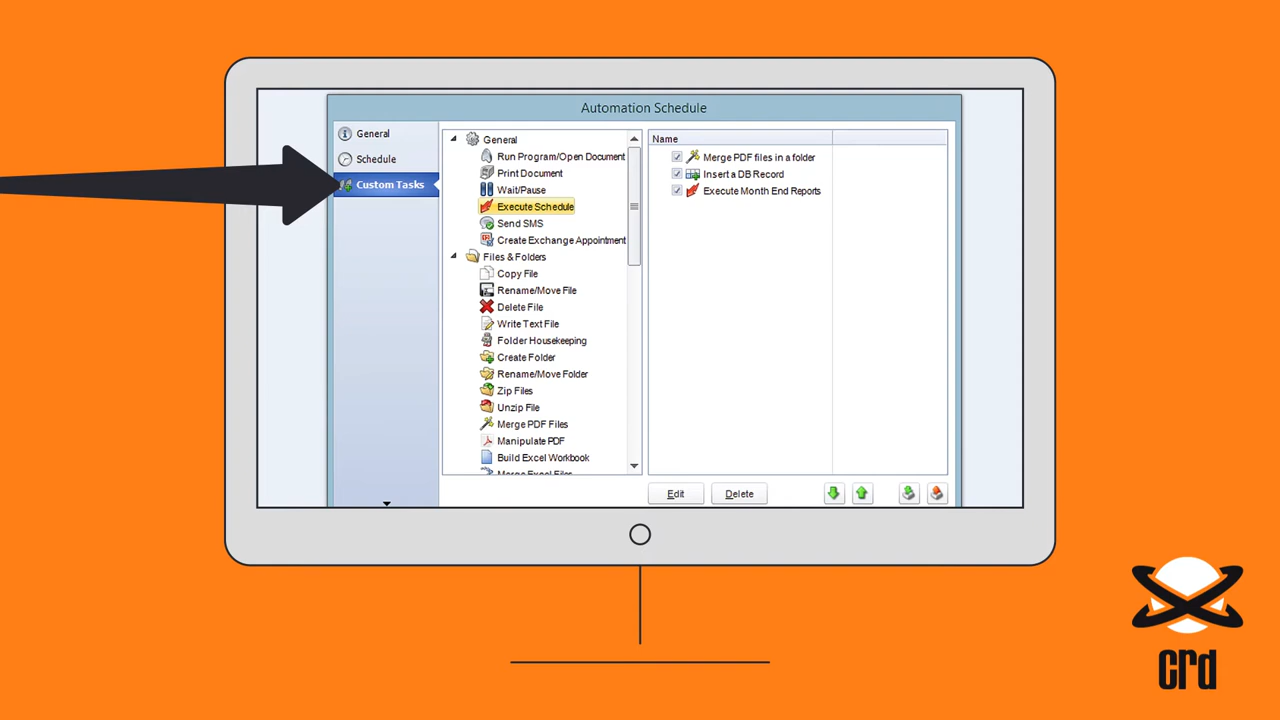 Automation Schedule
General
Schedule
Custom Tasks
General
Run Program/Open Document
Print Document
Wait/Pause
Execute Schedule
Send SMS
Create Exchange Appointment
Files & Folders
Copy File
Rename/Move File
Delete File
Write Text File
Folder Housekeeping
Create Folder
Rename/Move Folder
Zip Files
Unzip File
Merge PDF Files
Manipulate PDF
Build Excel Workbook
Merge Excel Files
Name
Merge PDF files in a folder
Insert a DB Record
Execute Month End Reports
Edit
Delete
crd